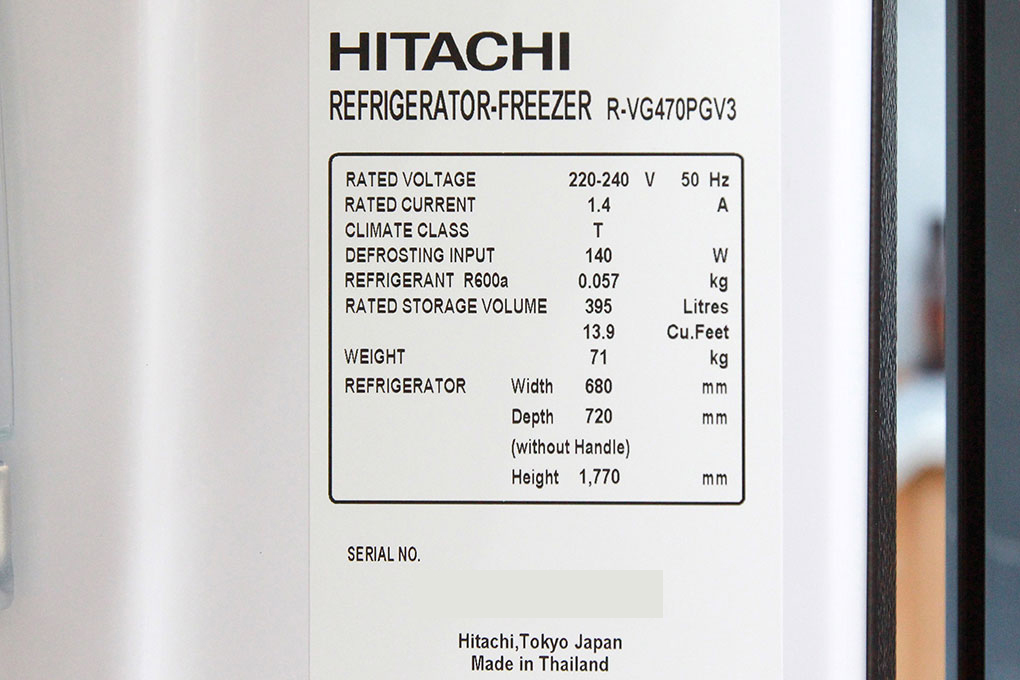 HITACHI
REFRIGERATOR-FREEZER R-VG470PGV3
RATED VOLTAGE 220-240 V 50 Hz
RATED CURRENT 1.4 A
CLIMATE CLASS T
DEFROSTING INPUT 140 W
REFRIGERANT R600a 0.057 kg
RATED STORAGE VOLUME 395 Litres
13.9 Cu.Feet
WEIGHT 71 kg
REFRIGERATOR Width 680 mm
Depth 720 mm
(without Handle)
Height 1,770 mm
SERIAL NO.
Hitachi,Tokyo Japan
Made in Thailand